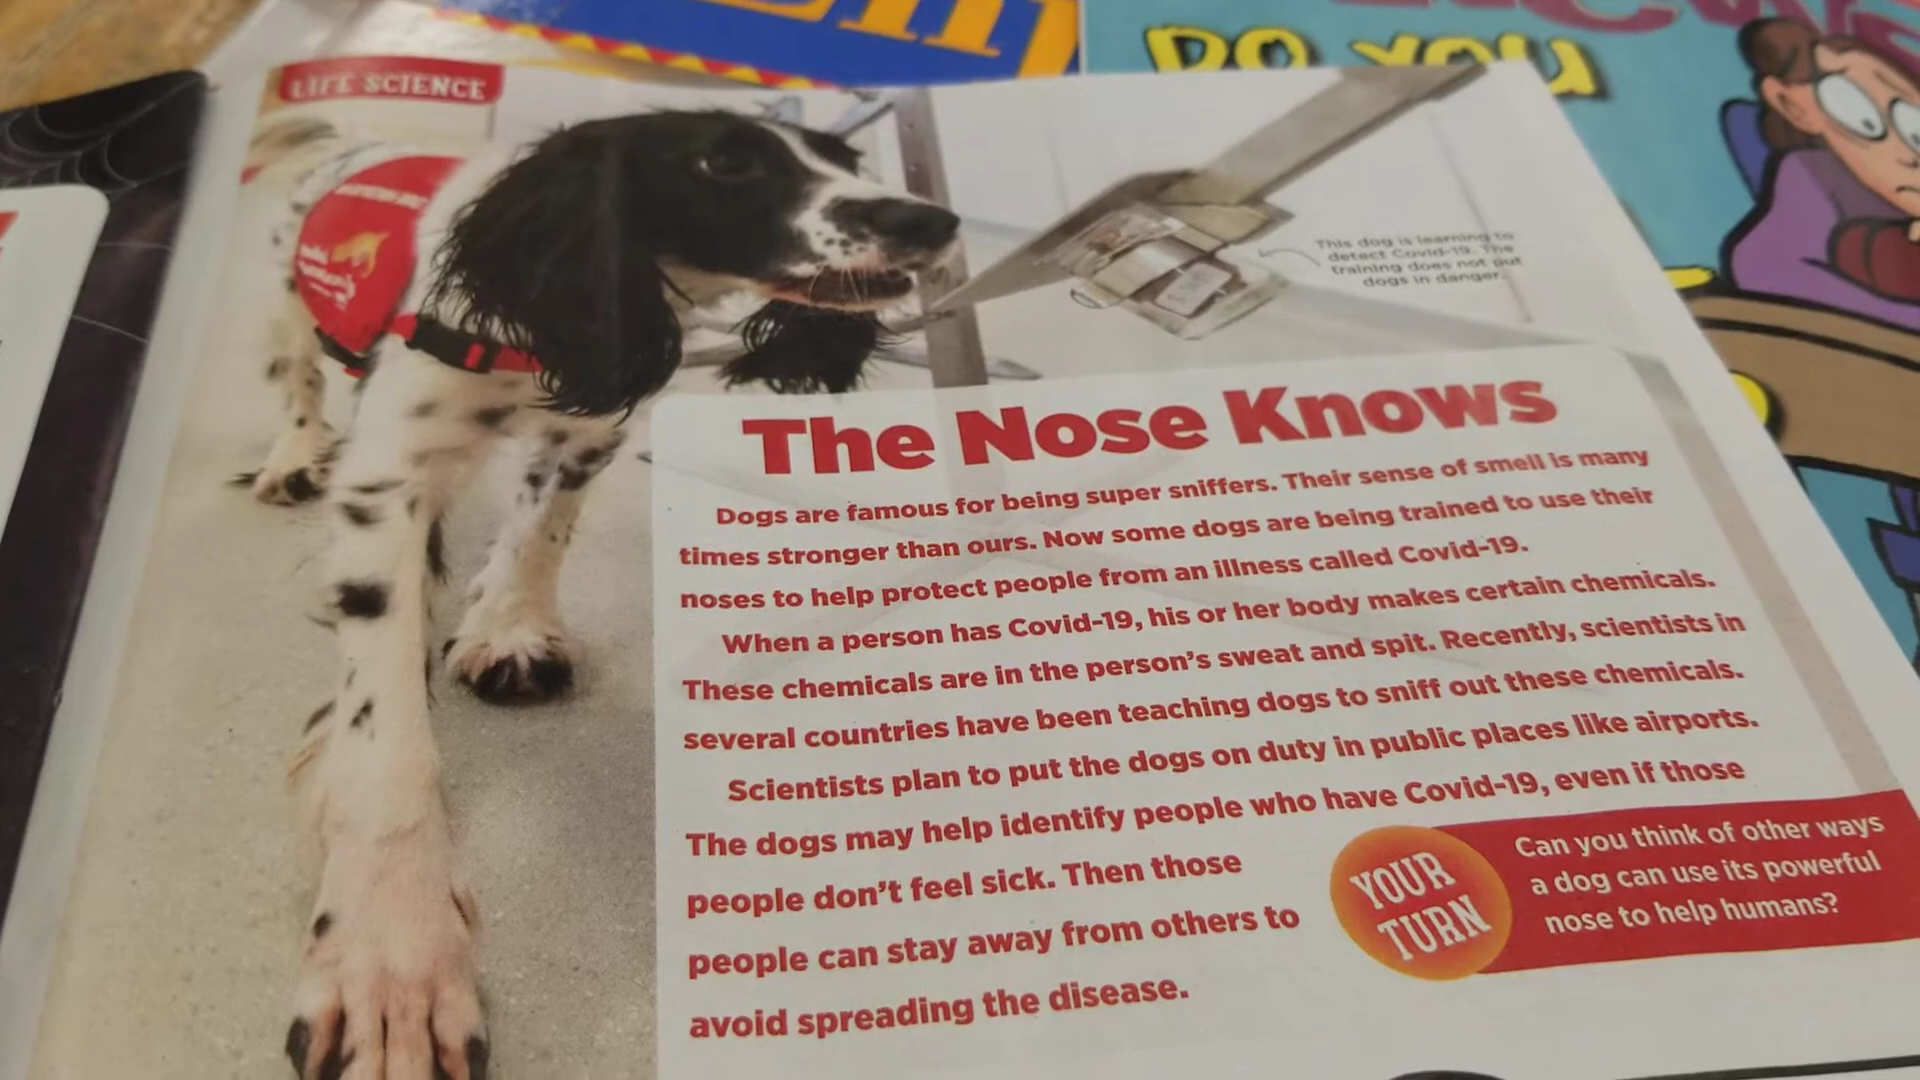 DO YOU
LIFE SCIENCE
This dog is learning to
detect Covid-19. The
training does not put
dogs in danger.
The Nose Knows
Dogs are famous for being super sniffers. Their sense of smell is many
times stronger than ours. Now some dogs are being trained to use their
noses to help protect people from an illness called Covid-19.
When a person has Covid-19, his or her body makes certain chemicals.
These chemicals are in the person's sweat and spit. Recently, scientists in
several countries have been teaching dogs to sniff out these chemicals.
Scientists plan to put the dogs on duty in public places like airports.
The dogs may help identify people who have Covid-19, even if those
people don't feel sick. Then those
people can stay away from others to
avoid spreading the disease.
YOUR
TURN
Can you think of other ways
a dog can use its powerful
nose to help humans?